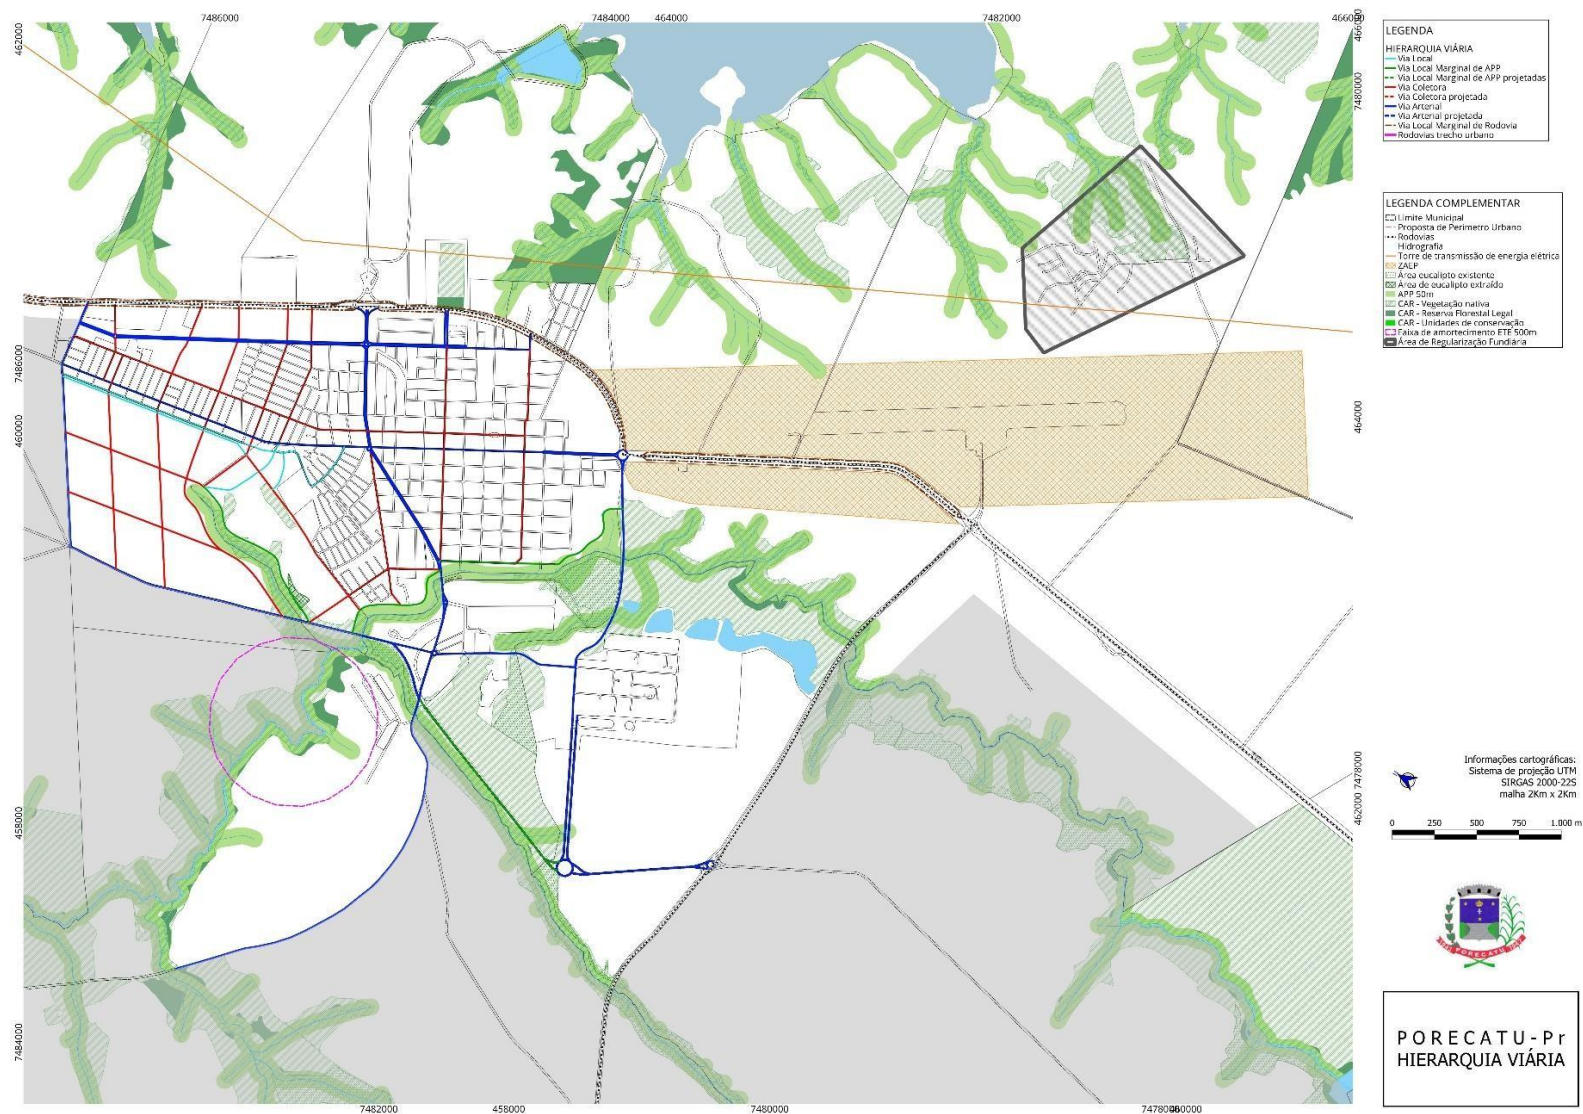 7486000
7484000
464000
7482000
466000
462000
466000
7480000
7486000
460000
464000
458000
7478000
462000
7484000
7482000
458000
7480000
7478000
460000
LEGENDA
HIERARQUIA VIÁRIA
Via Local
Via Local Marginal de APP
Via Local Marginal de APP projetadas
Via Coletora
Via Coletora projetada
Via Arterial
Via Arterial projetada
Via Local Marginal de Rodovia
Rodovias trecho urbano
LEGENDA COMPLEMENTAR
Limite Municipal
Proposta de Perimetro Urbano
Rodovias
Hidrografia
Torre de transmissão de energia elétrica
ZAEP
Área eucalipto existente
Área de eucalipto extraído
APP 50m
CAR - Vegetação nativa
CAR - Reserva Florestal Legal
CAR - Unidades de conservação
Faixa de amortecimento ETE 500m
Área de Regularização Fundiária
Informações cartográficas:
Sistema de projeção UTM
SIRGAS 2000-22S
malha 2Km x 2Km
0 250 500 750 1.000 m
PORECATU
PORECATU-Pr
HIERARQUIA VIÁRIA